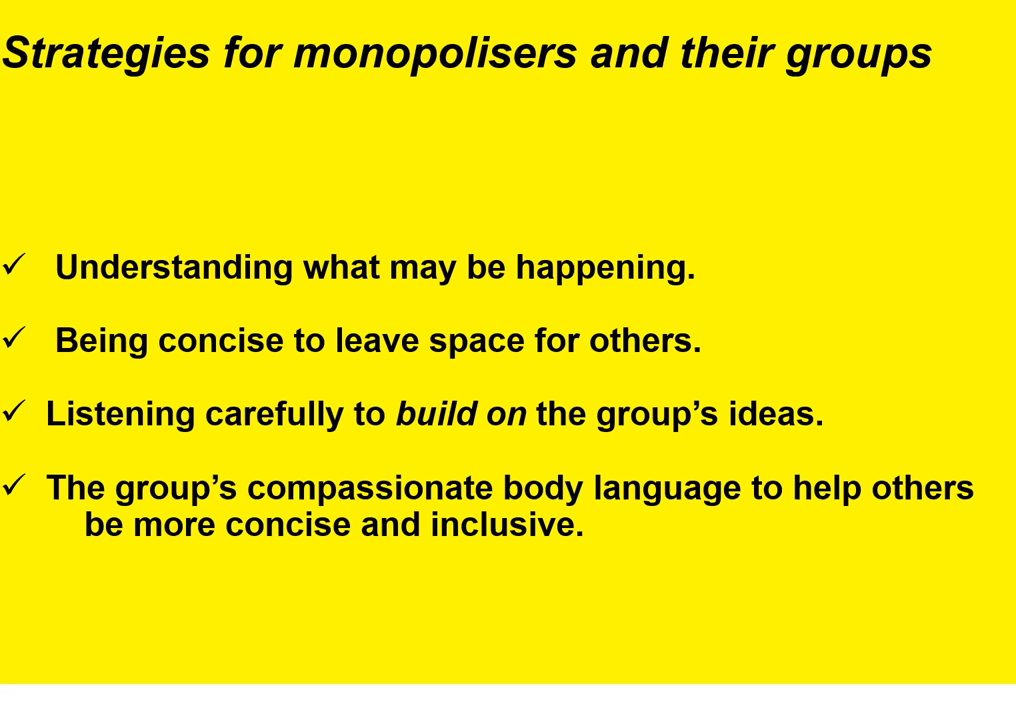 Strategies for monopolisers and their groups
✓ Understanding what may be happening.
✓ Being concise to leave space for others.
✓ Listening carefully to build on the group’s ideas.
✓ The group’s compassionate body language to help others
be more concise and inclusive.